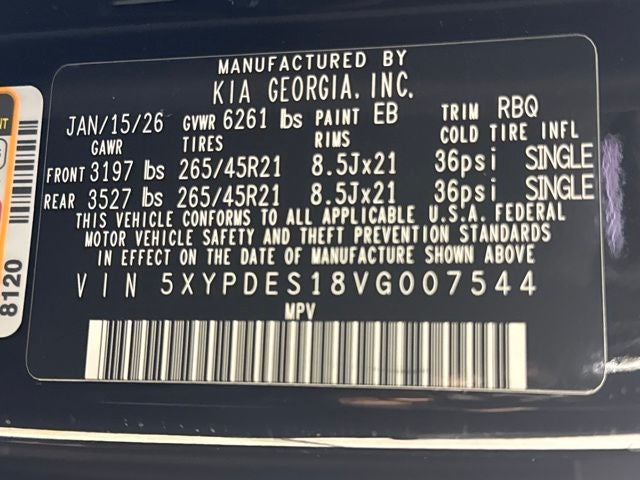 MANUFACTURED BY
KIA GEORGIA, INC.
JAN/15/26 GVWR 6261 lbs PAINT EB TRIM RBQ
GAWR TIRES RIMS COLD TIRE INFL
FRONT 3197 lbs 265/45R21 8.5Jx21 36psi SINGLE
REAR 3527 lbs 265/45R21 8.5Jx21 36psi SINGLE
THIS VEHICLE CONFORMS TO ALL APPLICABLE U.S.A. FEDERAL
MOTOR VEHICLE SAFETY AND THEFT PREVENTION STANDARDS
IN EFFECT ON THE DATE OF MANUFACTURE SHOWN ABOVE
VIN 5XYPDES18VG007544
MPV
8120